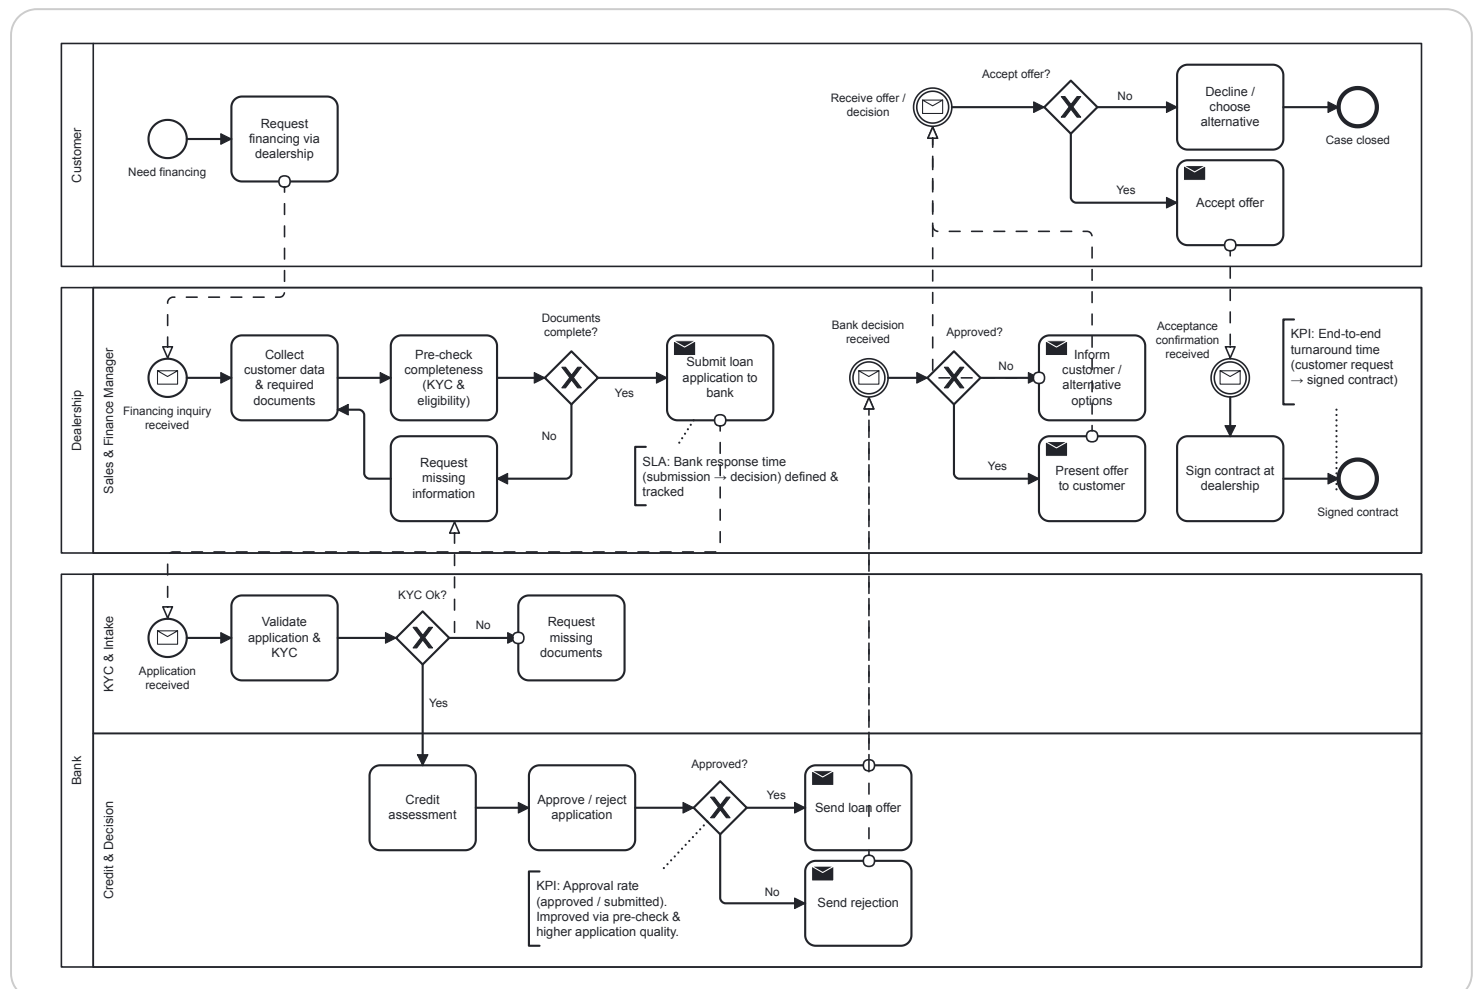 Customer
Need financing
Request
financing via
dealership
Receive offer /
decision
Accept offer?
No
Yes
Decline /
choose
alternative
Accept offer
Case closed
Dealership
Sales & Finance Manager
Financing inquiry
received
Collect
customer data
& required
documents
Pre-check
completeness
(KYC &
eligibility)
Documents
complete?
Yes
No
Request
missing
information
Submit loan
application to
bank
SLA: Bank response time
(submission → decision) defined &
tracked
Bank decision
received
Approved?
No
Yes
Inform
customer /
alternative
options
Present offer
to customer
Acceptance
confirmation
received
Sign contract at
dealership
KPI: End-to-end
turnaround time
(customer request
→ signed contract)
Signed contract
Bank
KYC & Intake
Application
received
Validate
application &
KYC
KYC Ok?
No
Yes
Request
missing
documents
Credit & Decision
Credit
assessment
Approve / reject
application
Approved?
Yes
No
Send loan offer
Send rejection
KPI: Approval rate
(approved / submitted).
Improved via pre-check &
higher application quality.